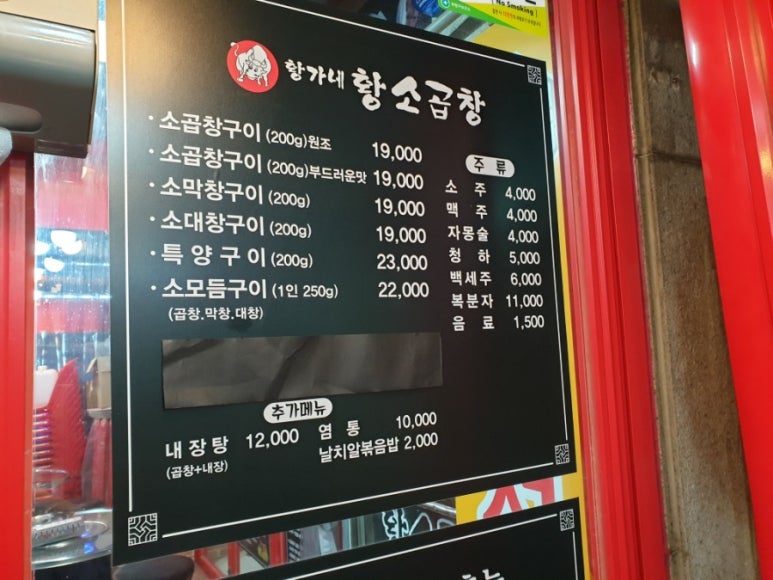 (No Smoking)
황가네 황소곱창
· 소곱창구이 (200g)원조 19,000
· 소곱창구이 (200g)부드러운맛 19,000
· 소막창구이 (200g) 19,000
· 소대창구이 (200g) 19,000
· 특양구이 (200g) 23,000
· 소모듬구이 (1인 250g) 22,000
(곱창.막창.대창)
주류
소주 4,000
맥주 4,000
자몽술 4,000
청하 5,000
백세주 6,000
복분자 11,000
음료 1,500
추가메뉴
내장탕 12,000
(곱창+내장)
염통 10,000
날치알볶음밥 2,000